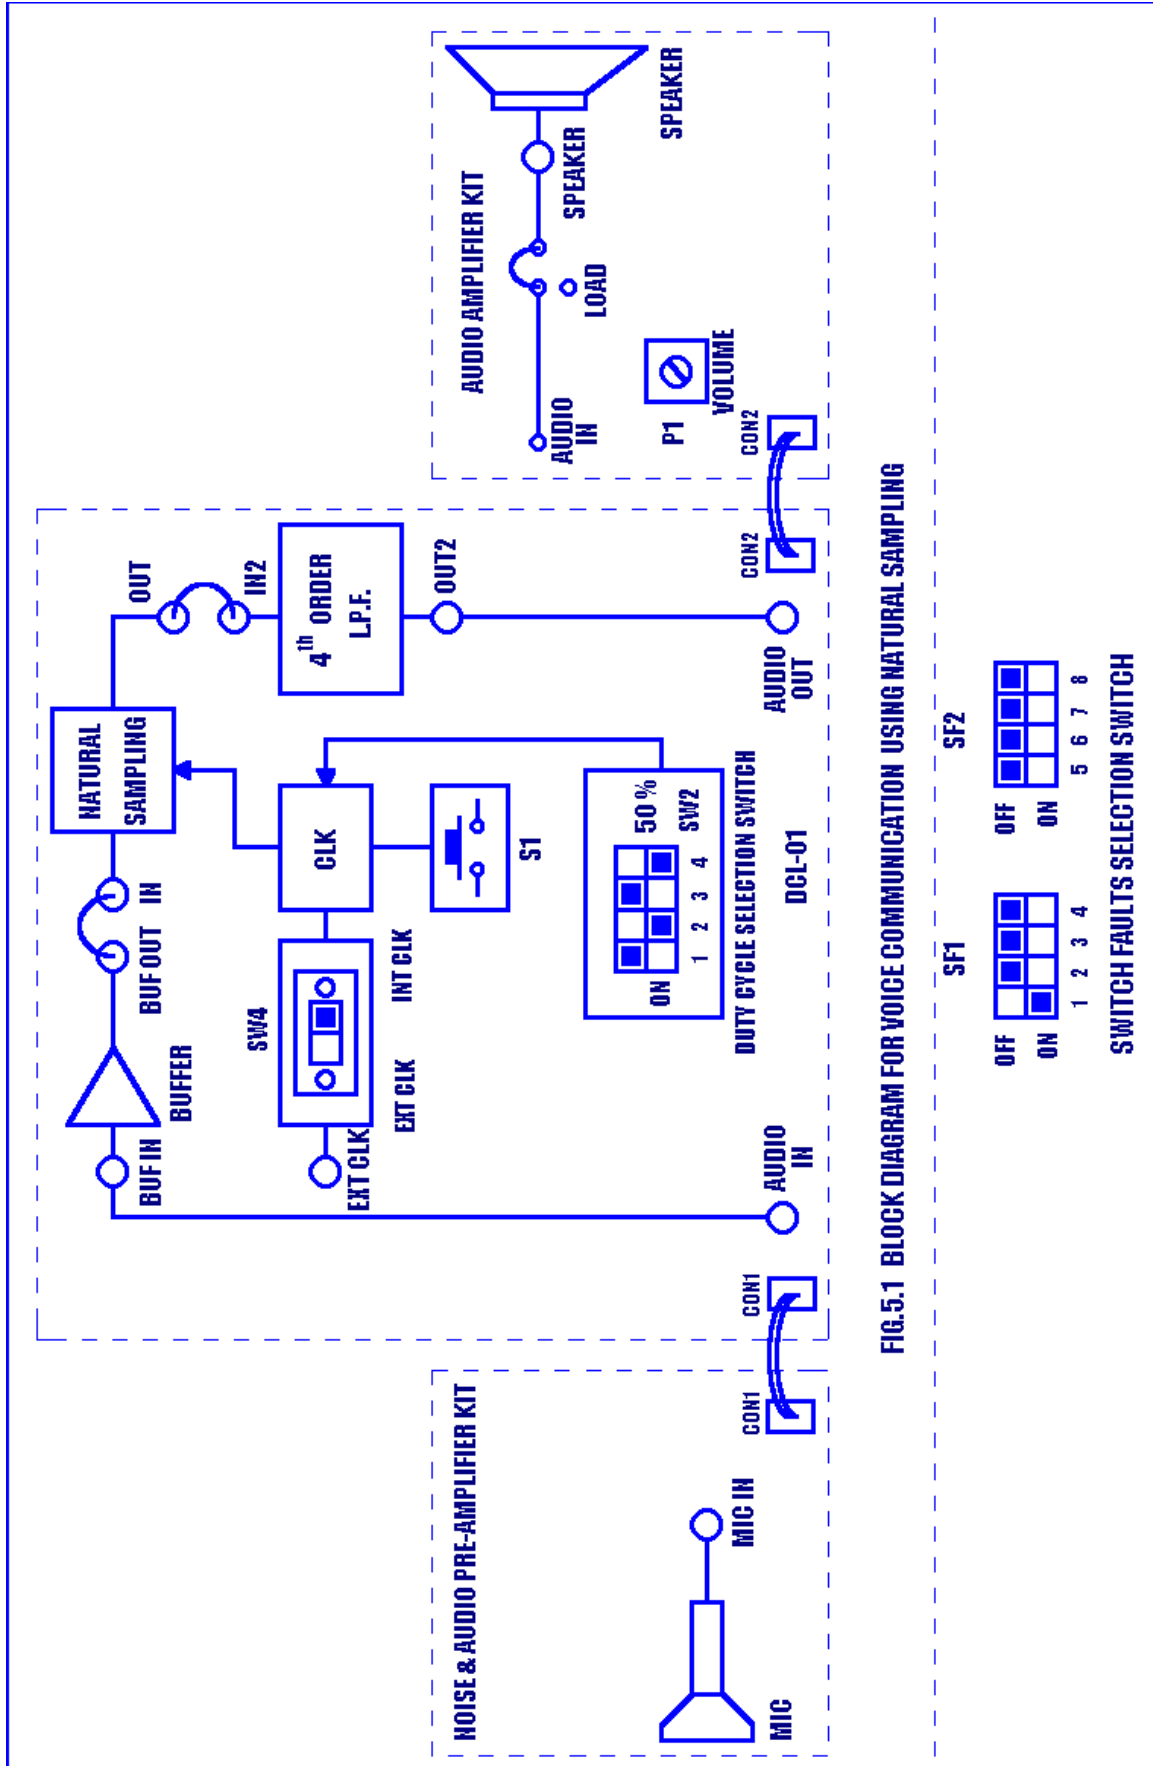 NOISE & AUDIO PRE-AMPLIFIER KIT
MIC
MIC IN
CON1
CON1
BUF IN
BUFFER
BUF OUT
IN
NATURAL
SAMPLING
OUT
IN2
4th ORDER
L.P.F.
OUT2
SW4
EXT CLK
EXT CLK
INT CLK
CLK
S1
ON
1 2 3 4
50 %
SW2
DUTY CYCLE SELECTION SWITCH
DCL-01
AUDIO
IN
AUDIO
OUT
CON2
CON2
AUDIO AMPLIFIER KIT
AUDIO
IN
LOAD
SPEAKER
SPEAKER
P1
VOLUME
FIG.5.1 BLOCK DIAGRAM FOR VOICE COMMUNICATION USING NATURAL SAMPLING
SF1
OFF
ON
1 2 3 4
SF2
OFF
ON
5 6 7 8
SWITCH FAULTS SELECTION SWITCH